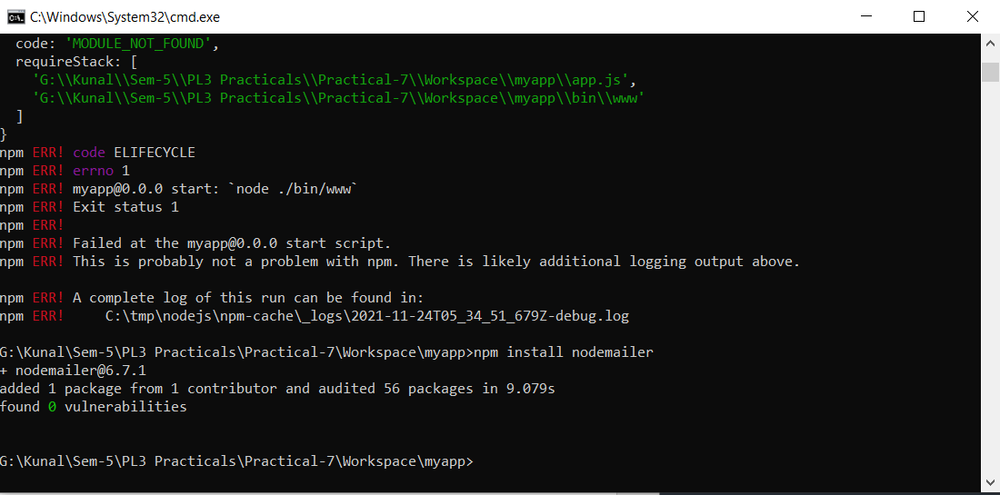 C:\Windows\System32\cmd.exe
code: 'MODULE_NOT_FOUND',
requireStack: [
'G:\\Kunal\\Sem-5\\PL3 Practicals\\Practical-7\\Workspace\\myapp\\app.js',
'G:\\Kunal\\Sem-5\\PL3 Practicals\\Practical-7\\Workspace\\myapp\\bin\\www'
]
}
npm ERR! code ELIFECYCLE
npm ERR! errno 1
npm ERR! myapp@0.0.0 start: `node ./bin/www`
npm ERR! Exit status 1
npm ERR!
npm ERR! Failed at the myapp@0.0.0 start script.
npm ERR! This is probably not a problem with npm. There is likely additional logging output above.
npm ERR! A complete log of this run can be found in:
npm ERR!     C:\tmp\nodejs\npm-cache\_logs\2021-11-24T05_34_51_679Z-debug.log
G:\Kunal\Sem-5\PL3 Practicals\Practical-7\Workspace\myapp>npm install nodemailer
+ nodemailer@6.7.1
added 1 package from 1 contributor and audited 56 packages in 9.079s
found 0 vulnerabilities
G:\Kunal\Sem-5\PL3 Practicals\Practical-7\Workspace\myapp>